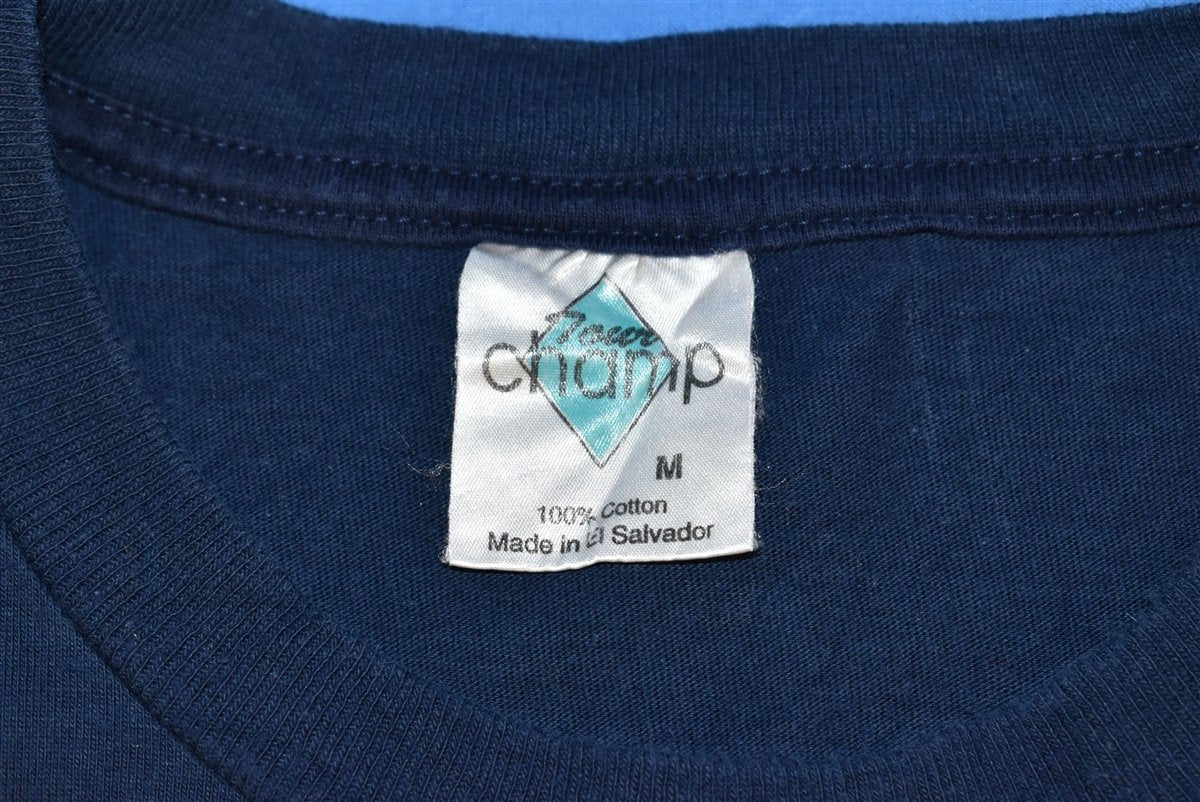 Tour
champ
M
100% Cotton
Made in El Salvador